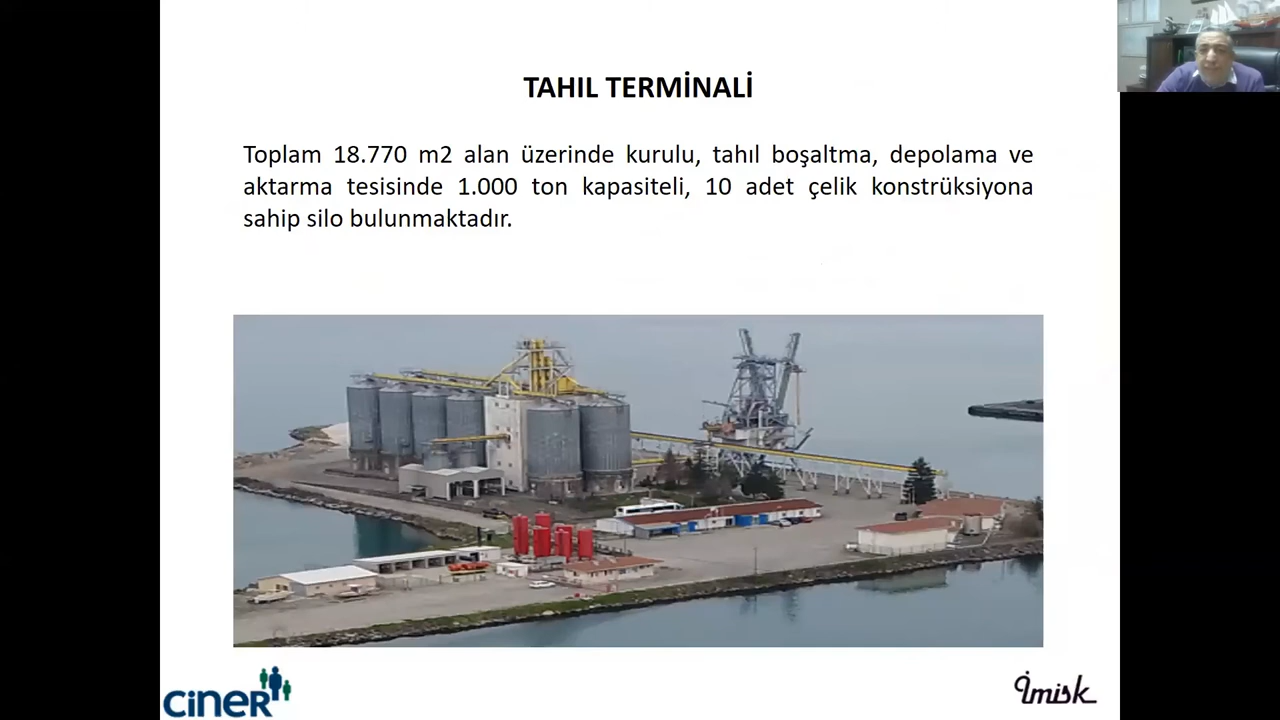 TAHIL TERMİNALİ
Toplam 18.770 m2 alan üzerinde kurulu, tahıl boşaltma, depolama ve
aktarma tesisinde 1.000 ton kapasiteli, 10 adet çelik konstrüksiyona
sahip silo bulunmaktadır.
ciner
İmisk